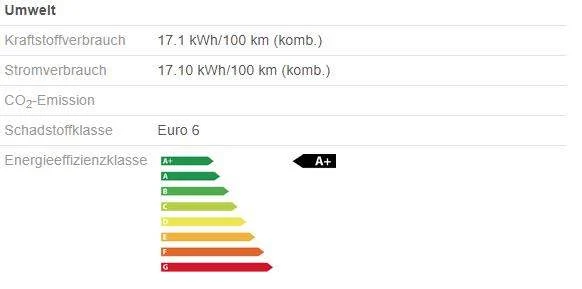 Umwelt
Kraftstoffverbrauch 17.1 kWh/100 km (komb.)
Stromverbrauch 17.10 kWh/100 km (komb.)
CO2-Emission
Schadstoffklasse Euro 6
Energieeffizienzklasse A+ A+
A
B
C
D
E
F
G